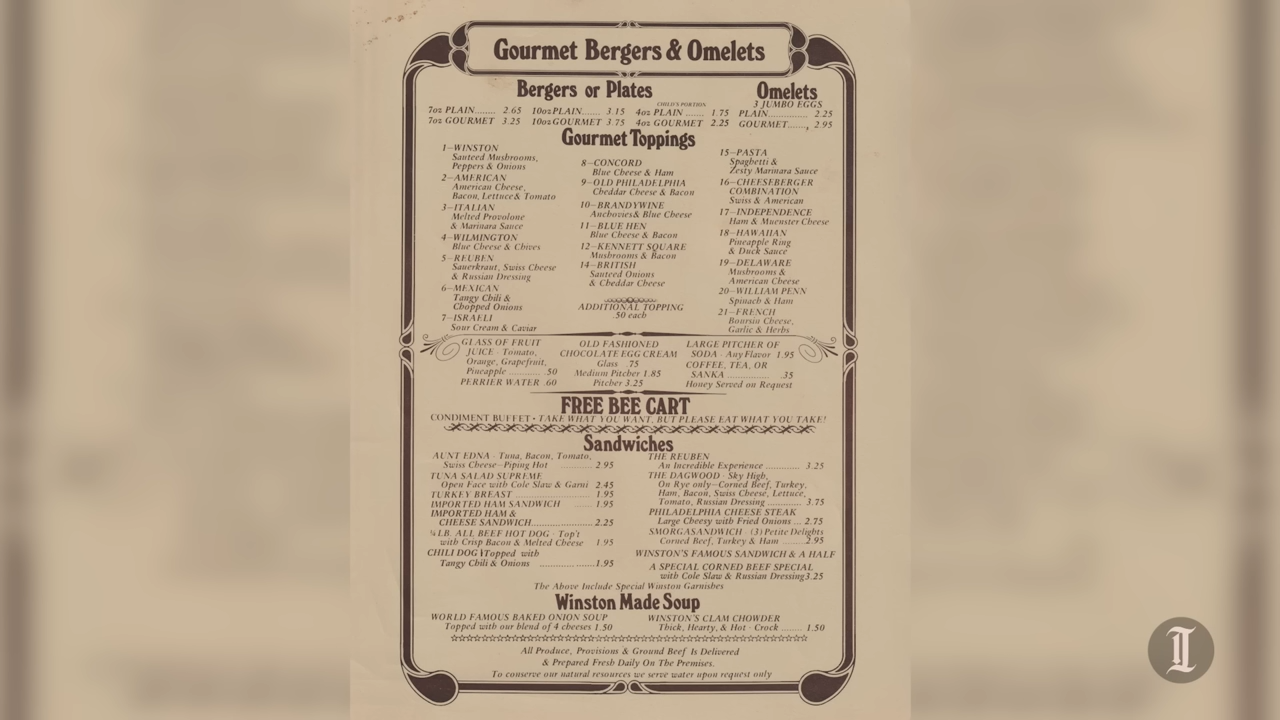 Gourmet Bergers & Omelets
Bergers or Plates
7oz PLAIN....... 2.65
7oz GOURMET 3.25
10oz PLAIN.... 3.15
10oz GOURMET 3.75
CHILD'S PORTION
4oz PLAIN ....... 1.75
4oz GOURMET 2.25
Omelets
3 JUMBO EGGS
PLAIN............... 2.25
GOURMET......, 2.95
Gourmet Toppings
1—WINSTON
Sauteed Mushrooms,
Peppers & Onions
2—AMERICAN
American Cheese,
Bacon, Lettuce & Tomato
3—ITALIAN
Melted Provolone
& Marinara Sauce
4—WILMINGTON
Blue Cheese & Chives
5—REUBEN
Sauerkraut, Swiss Cheese
& Russian Dressing
6—MEXICAN
Tangy Chili &
Chopped Onions
7—ISRAELI
Sour Cream & Caviar
8—CONCORD
Blue Cheese & Ham
9—OLD PHILADELPHIA
Cheddar Cheese & Bacon
10—BRANDYWINE
Anchovies & Blue Cheese
11—BLUE HEN
Blue Cheese & Bacon
12—KENNETT SQUARE
Mushrooms & Bacon
14—BRITISH
Sauteed Onions
& Cheddar Cheese
ADDITIONAL TOPPING
.50 each
15—PASTA
Spaghetti &
Zesty Marinara Sauce
16—CHEESEBERGER
COMBINATION
Swiss & American
17—INDEPENDENCE
Ham & Muenster Cheese
18—HAWAIIAN
Pineapple Ring
& Duck Sauce
19—DELAWARE
Mushrooms &
American Cheese
20—WILLIAM PENN
Spinach & Ham
21—FRENCH
Boursin Cheese,
Garlic & Herbs
GLASS OF FRUIT
JUICE - Tomato,
Orange, Grapefruit,
Pineapple ........... .50
PERRIER WATER .60
OLD FASHIONED
CHOCOLATE EGG CREAM
Glass .75
Medium Pitcher 1.85
Pitcher 3.25
LARGE PITCHER OF
SODA - Any Flavor 1.95
COFFEE, TEA, OR
SANKA ............... .35
Honey Served on Request
FREE BEE CART
CONDIMENT BUFFET • TAKE WHAT YOU WANT, BUT PLEASE EAT WHAT YOU TAKE!
Sandwiches
AUNT EDNA - Tuna, Bacon, Tomato,
Swiss Cheese—Piping Hot ........... 2.95
TUNA SALAD SUPREME
Open Face with Cole Slaw & Garni 2.45
TURKEY BREAST ........................... 1.95
IMPORTED HAM SANDWICH ...... 1.95
IMPORTED HAM &
CHEESE SANDWICH....................... 2.25
¼ LB. ALL BEEF HOT DOG - Top't
with Crisp Bacon & Melted Cheese 1.95
CHILI DOG Topped with
Tangy Chili & Onions .....................1.95
THE REUBEN
An Incredible Experience ............. 3.25
THE DAGWOOD - Sky High,
On Rye only—Corned Beef, Turkey,
Ham, Bacon, Swiss Cheese, Lettuce,
Tomato, Russian Dressing ............. 3.75
PHILADELPHIA CHEESE STEAK
Large Cheesy with Fried Onions ... 2.75
SMORGASANDWICH - (3) Petite Delights
Corned Beef, Turkey & Ham ........2.95
WINSTON'S FAMOUS SANDWICH & A HALF
A SPECIAL CORNED BEEF SPECIAL
with Cole Slaw & Russian Dressing3.25
The Above Include Special Winston Garnishes
Winston Made Soup
WORLD FAMOUS BAKED ONION SOUP
Topped with our blend of 4 cheeses 1.50
WINSTON'S CLAM CHOWDER
Thick, Hearty, & Hot - Crock ........ 1.50
All Produce, Provisions & Ground Beef Is Delivered
& Prepared Fresh Daily On The Premises.
To conserve our natural resources we serve water upon request only
I